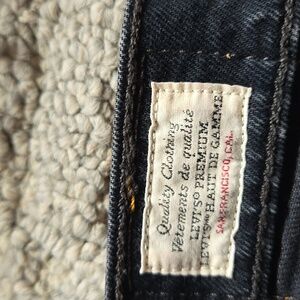 Quality Clothing
Vêtements de qualité
LEVI'S® PREMIUM
LEVI'S® HAUT DE GAMME
SAN FRANCISCO, CAL.